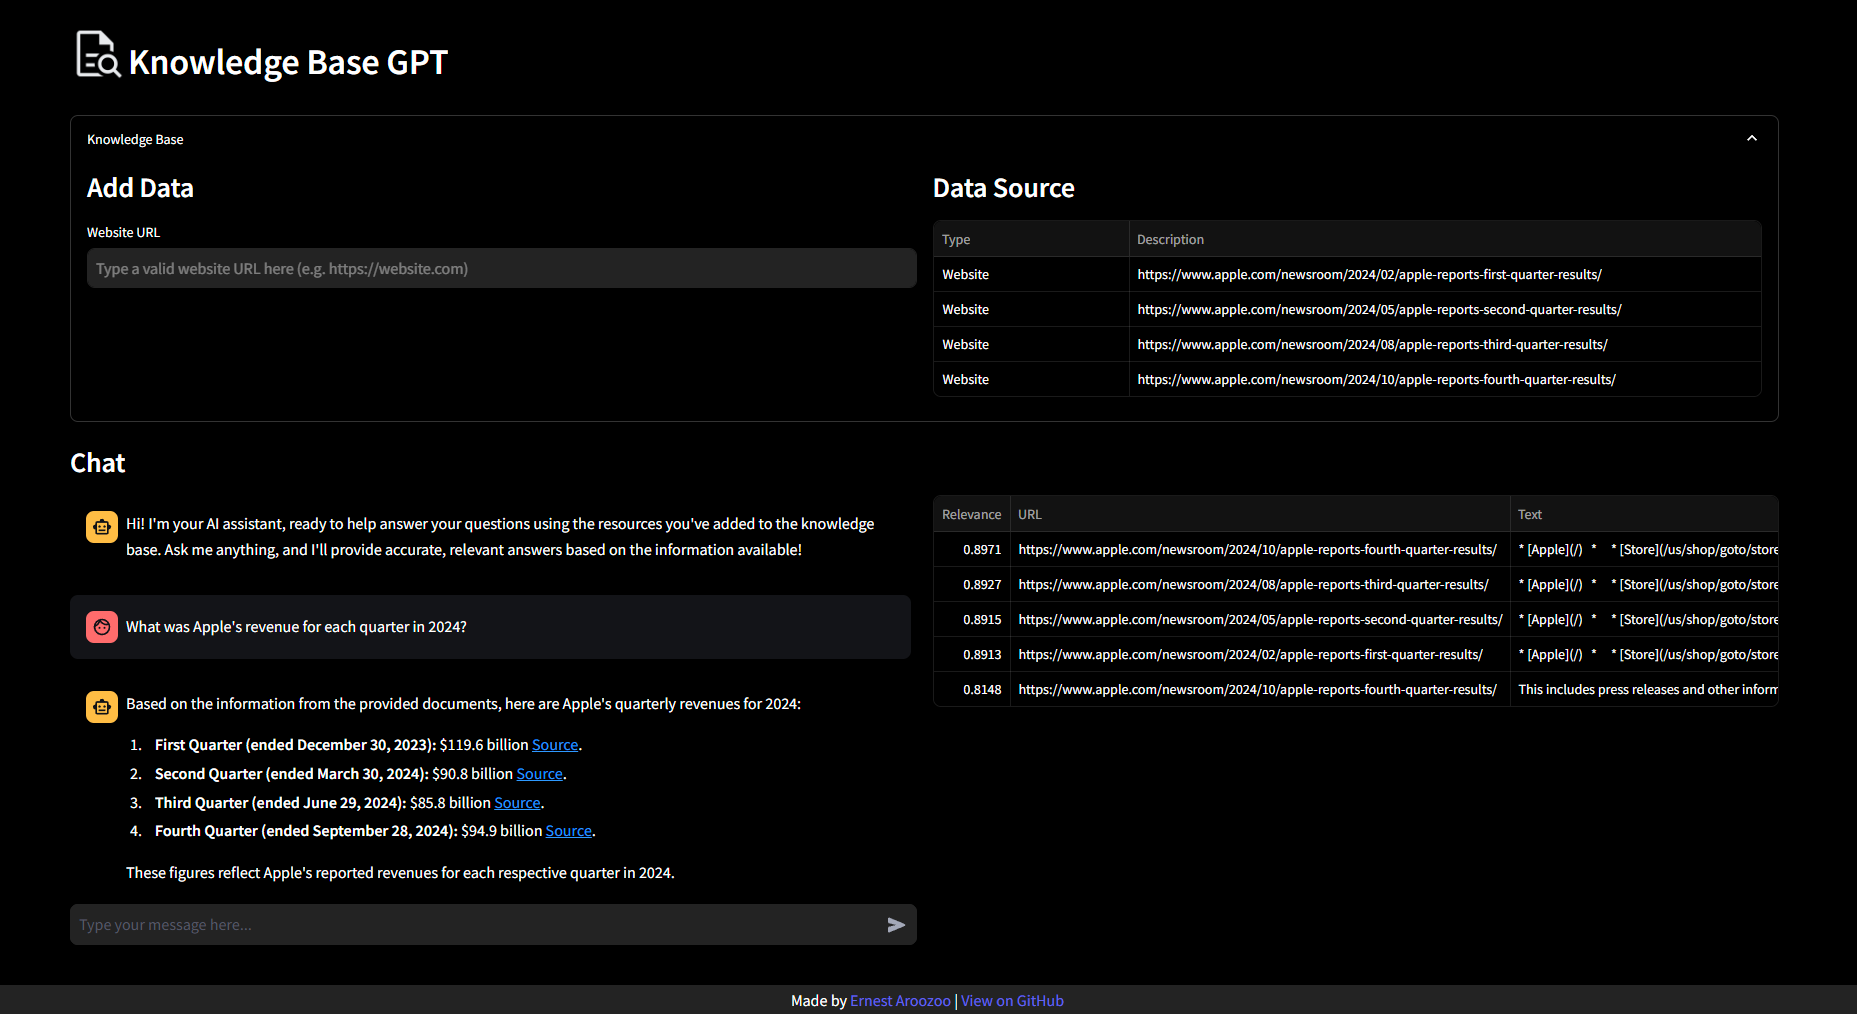 Knowledge Base GPT
Knowledge Base
Add Data
Website URL
Type a valid website URL here (e.g. https://website.com)
Data Source
Type Description
Website https://www.apple.com/newsroom/2024/02/apple-reports-first-quarter-results/
Website https://www.apple.com/newsroom/2024/05/apple-reports-second-quarter-results/
Website https://www.apple.com/newsroom/2024/08/apple-reports-third-quarter-results/
Website https://www.apple.com/newsroom/2024/10/apple-reports-fourth-quarter-results/
Chat
Hi! I'm your AI assistant, ready to help answer your questions using the resources you've added to the knowledge
base. Ask me anything, and I'll provide accurate, relevant answers based on the information available!
What was Apple's revenue for each quarter in 2024?
Based on the information from the provided documents, here are Apple's quarterly revenues for 2024:
1. First Quarter (ended December 30, 2023): $119.6 billion Source.
2. Second Quarter (ended March 30, 2024): $90.8 billion Source.
3. Third Quarter (ended June 29, 2024): $85.8 billion Source.
4. Fourth Quarter (ended September 28, 2024): $94.9 billion Source.
These figures reflect Apple's reported revenues for each respective quarter in 2024.
Type your message here...
Relevance URL Text
0.8971 https://www.apple.com/newsroom/2024/10/apple-reports-fourth-quarter-results/ * [Apple](/) * * [Store](/us/shop/goto/store
0.8927 https://www.apple.com/newsroom/2024/08/apple-reports-third-quarter-results/ * [Apple](/) * * [Store](/us/shop/goto/store
0.8915 https://www.apple.com/newsroom/2024/05/apple-reports-second-quarter-results/ * [Apple](/) * * [Store](/us/shop/goto/store
0.8913 https://www.apple.com/newsroom/2024/02/apple-reports-first-quarter-results/ * [Apple](/) * * [Store](/us/shop/goto/store
0.8148 https://www.apple.com/newsroom/2024/10/apple-reports-fourth-quarter-results/ This includes press releases and other inform
Made by Ernest Aroozoo | View on GitHub